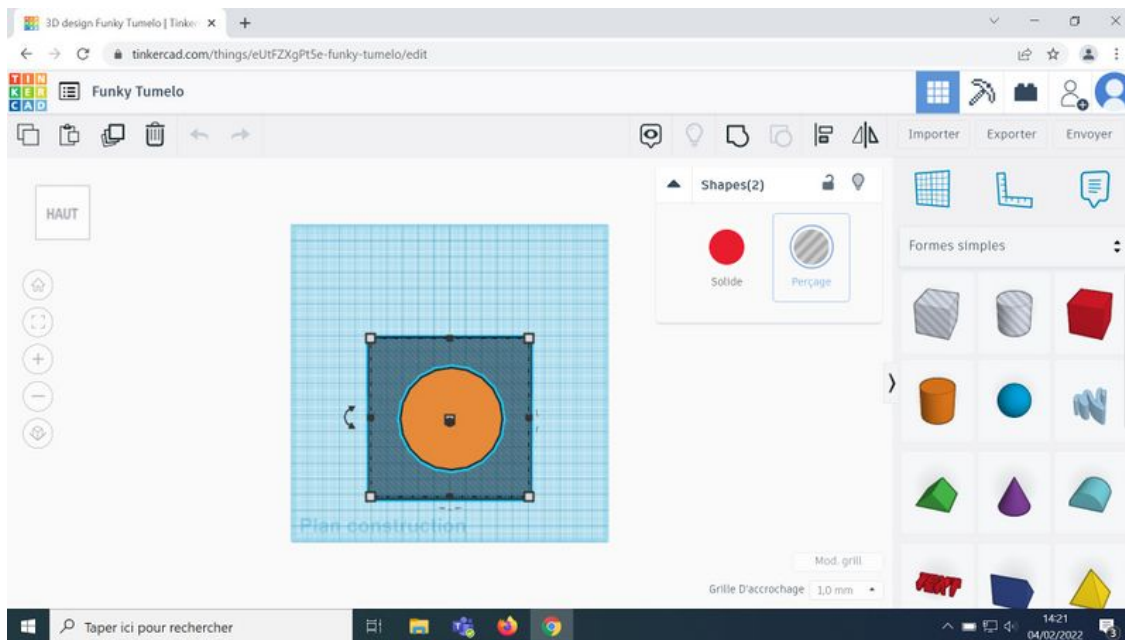 3D design Funky Tumelo | Tinker
tinkercad.com/things/eUtFZXgPt5e-funky-tumelo/edit
TIN
KER
CAD
Funky Tumelo
Importer
Exporter
Envoyer
Shapes(2)
HAUT
Solide
Perçage
Formes simples
Plan construction
Mod. grill
Grille D'accrochage
1,0 mm
TEXT
Taper ici pour rechercher
14:21
04/02/2022
3